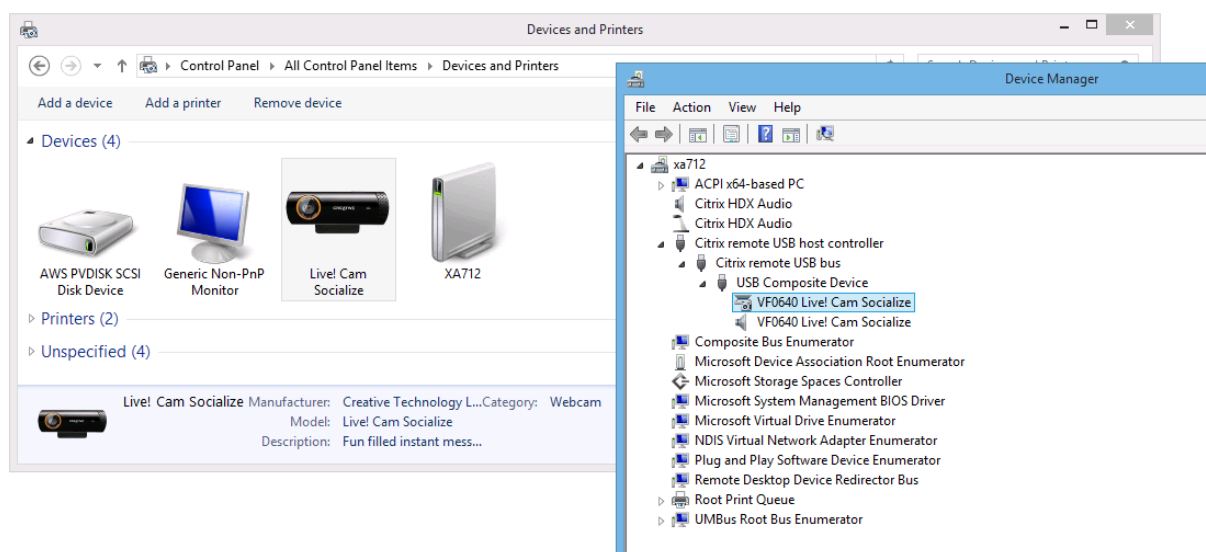 Devices and Printers
Control Panel All Control Panel Items Devices and Printers
Add a device Add a printer Remove device
Devices (4)
AWS PVDISK SCSI
Disk Device
Generic Non-PnP
Monitor
Live! Cam
Socialize
XA712
Printers (2)
Unspecified (4)
Live! Cam Socialize Manufacturer: Creative Technology L... Category: Webcam
Model: Live! Cam Socialize
Description: Fun filled instant mess...
Device Manager
File Action View Help
xa712
ACPI x64-based PC
Citrix HDX Audio
Citrix HDX Audio
Citrix remote USB host controller
Citrix remote USB bus
USB Composite Device
VF0640 Live! Cam Socialize
VF0640 Live! Cam Socialize
Composite Bus Enumerator
Microsoft Device Association Root Enumerator
Microsoft Storage Spaces Controller
Microsoft System Management BIOS Driver
Microsoft Virtual Drive Enumerator
NDIS Virtual Network Adapter Enumerator
Plug and Play Software Device Enumerator
Remote Desktop Device Redirector Bus
Root Print Queue
UMBus Root Bus Enumerator